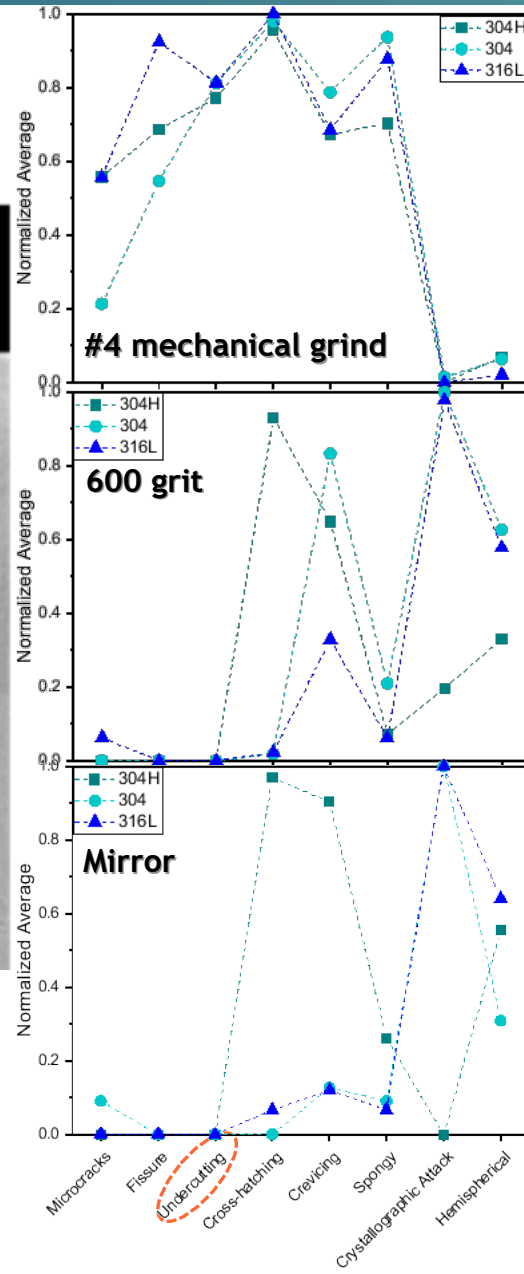 1.0
0.8
0.6
0.4
0.2
0.0
Normalized Average
304H
304
316L
#4 mechanical grind
1.0
0.8
0.6
0.4
0.2
0.0
Normalized Average
304H
304
316L
600 grit
1.0
0.8
0.6
0.4
0.2
0.0
Normalized Average
304H
304
316L
Mirror
Microcracks
Fissure
Undercutting
Cross-hatching
Crevicing
Spongy
Crystallographic Attack
Hemispherical